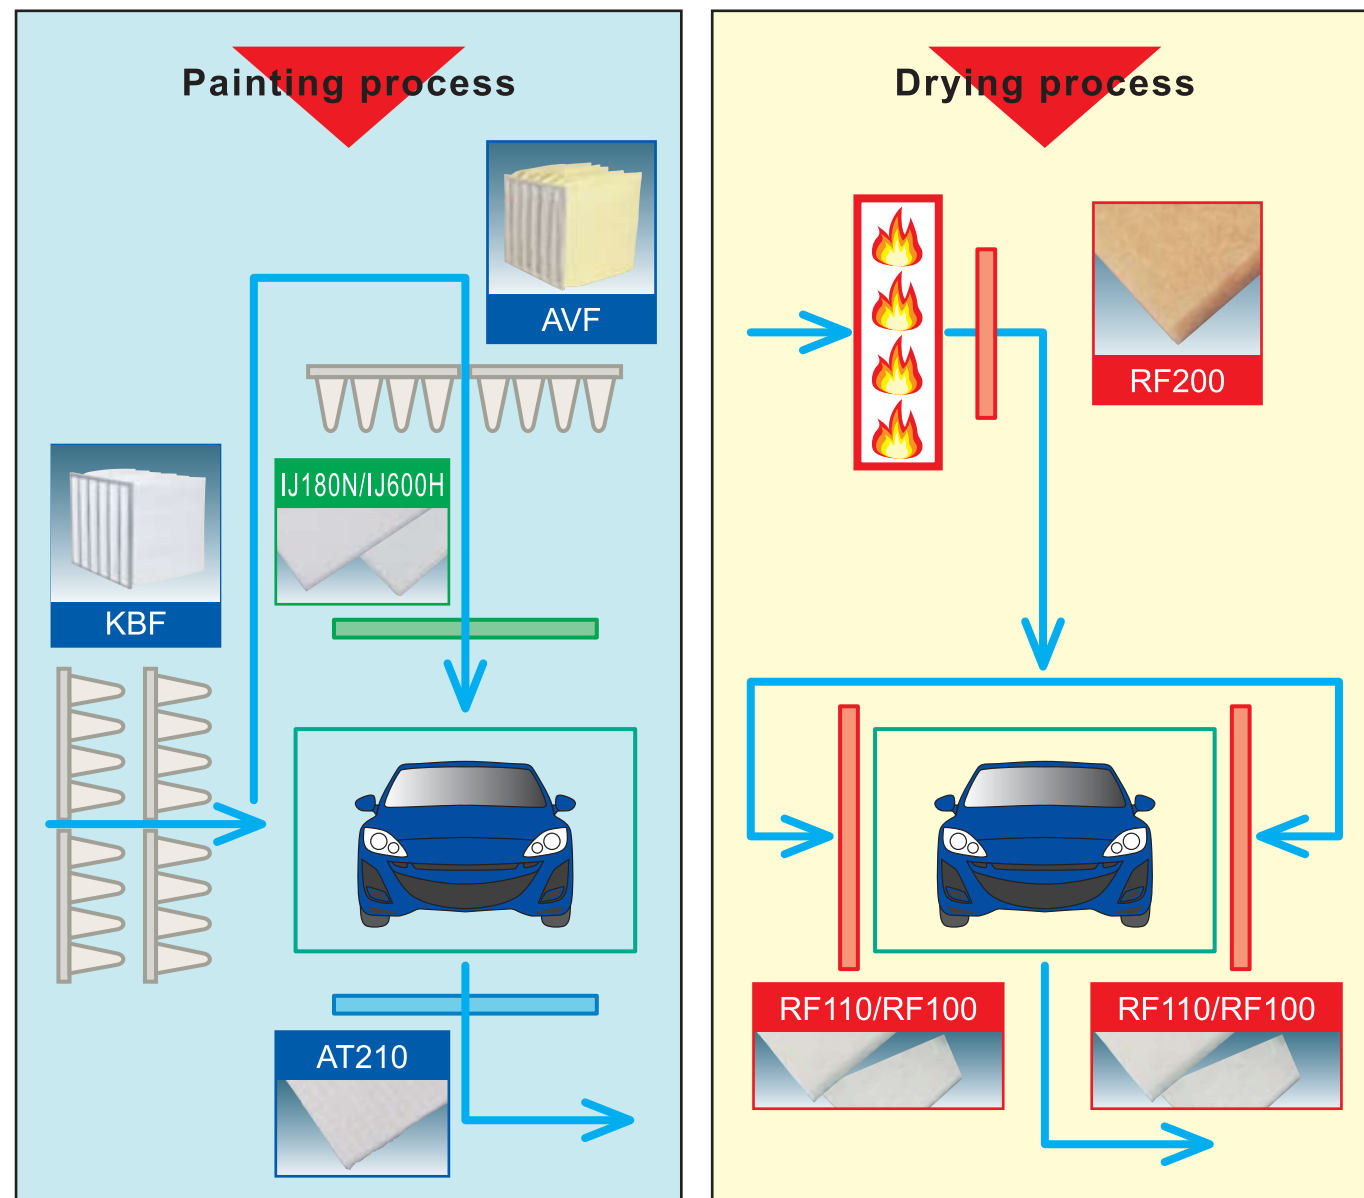 Painting process
AVF
IJ180N/IJ600H
KBF
AT210
Drying process
RF200
RF110/RF100
RF110/RF100